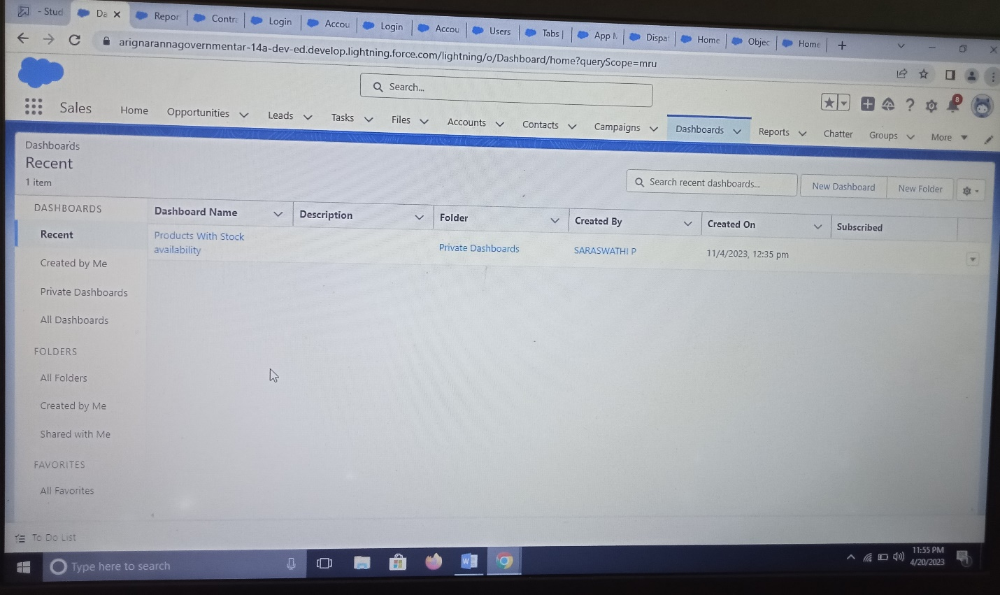 - Stud
Da
Repor
Contra
Login
Accou
Login
Accou
Users
Tabs |
App M
Dispat
Home
Objec
Home
arignarannagovernmentar-14a-dev-ed.develop.lightning.force.com/lightning/o/Dashboard/home?queryScope=mru
Search...
8
Sales Home Opportunities Leads Tasks Files Accounts Contacts Campaigns Dashboards Reports Chatter Groups More
Dashboards
Recent
1 item
Search recent dashboards...
New Dashboard
New Folder
DASHBOARDS
Recent
Created by Me
Private Dashboards
All Dashboards
FOLDERS
All Folders
Created by Me
Shared with Me
FAVORITES
All Favorites
Dashboard Name Description Folder Created By Created On Subscribed
Products With Stock
availability
Private Dashboards
SARASWATHI P
11/4/2023, 12:35 pm
To Do List
Type here to search
11:55 PM
4/20/2023